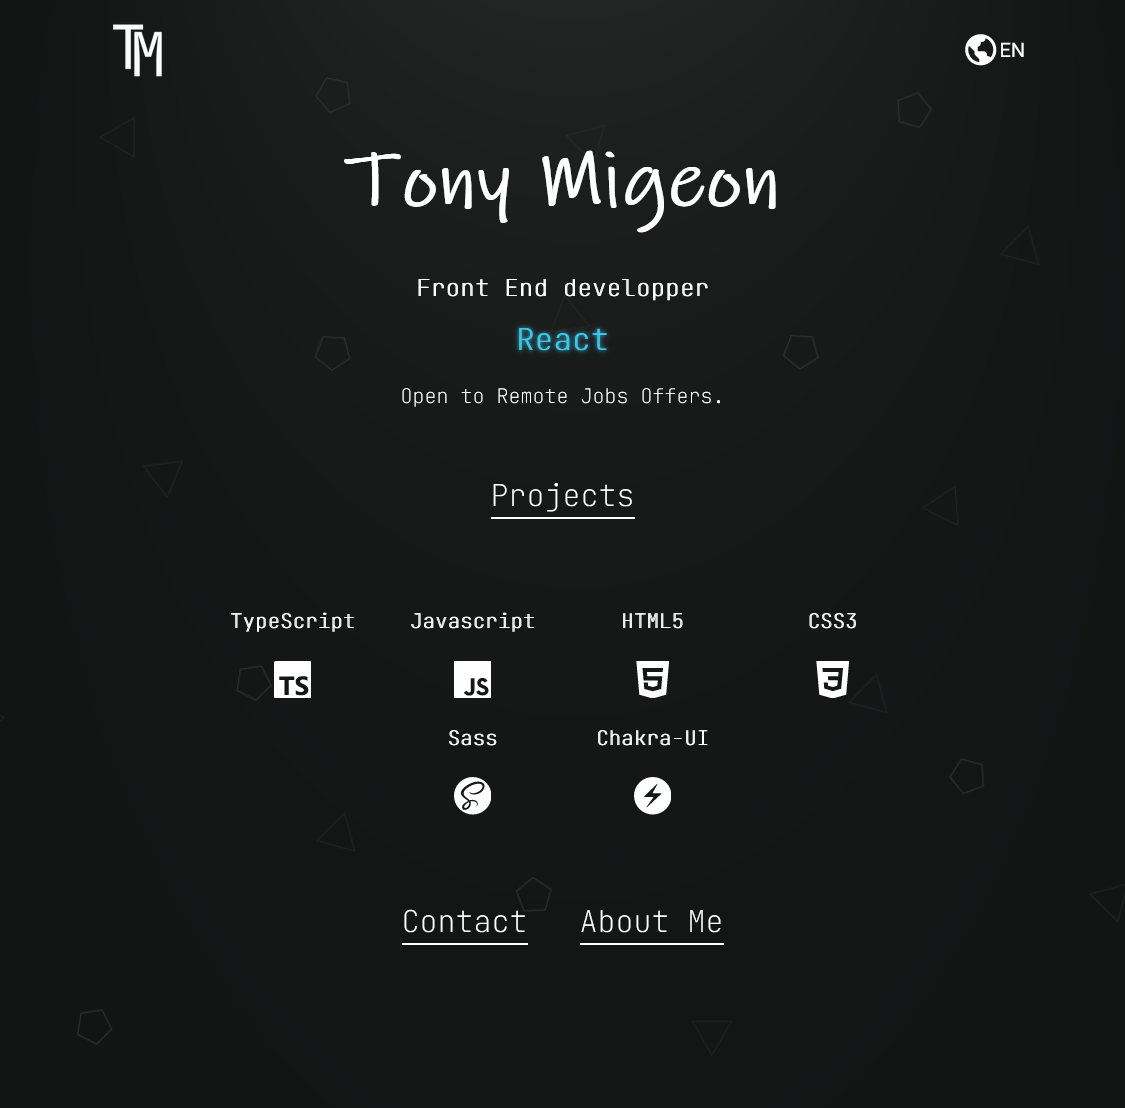 TM
EN
Tony Migeon
Front End developper
React
Open to Remote Jobs Offers.
Projects
TypeScript Javascript HTML5 CSS3
TS JS 5 3
Sass Chakra-UI
Contact About Me